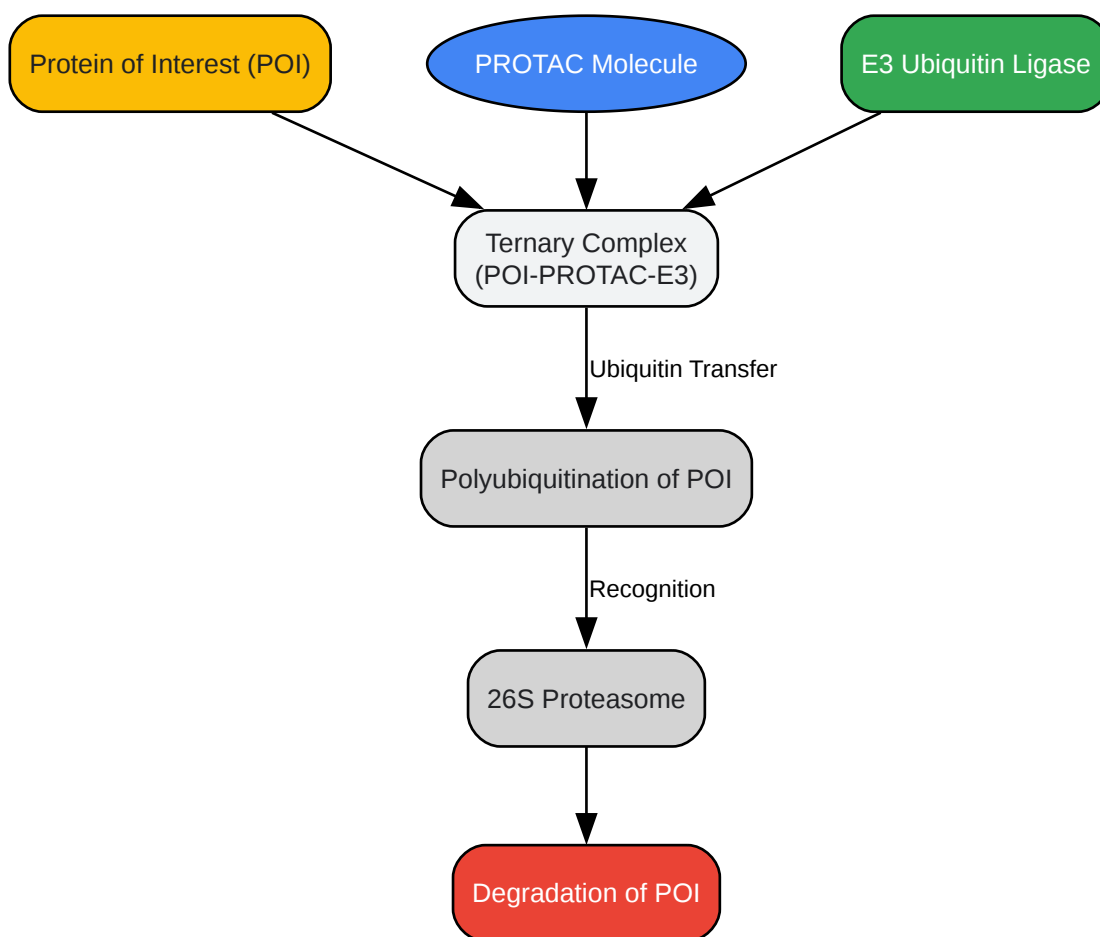 Protein of Interest (POI)
PROTAC Molecule
E3 Ubiquitin Ligase
Ternary Complex
(POI-PROTAC-E3)
Ubiquitin Transfer
Polyubiquitination of POI
Recognition
26S Proteasome
Degradation of POI